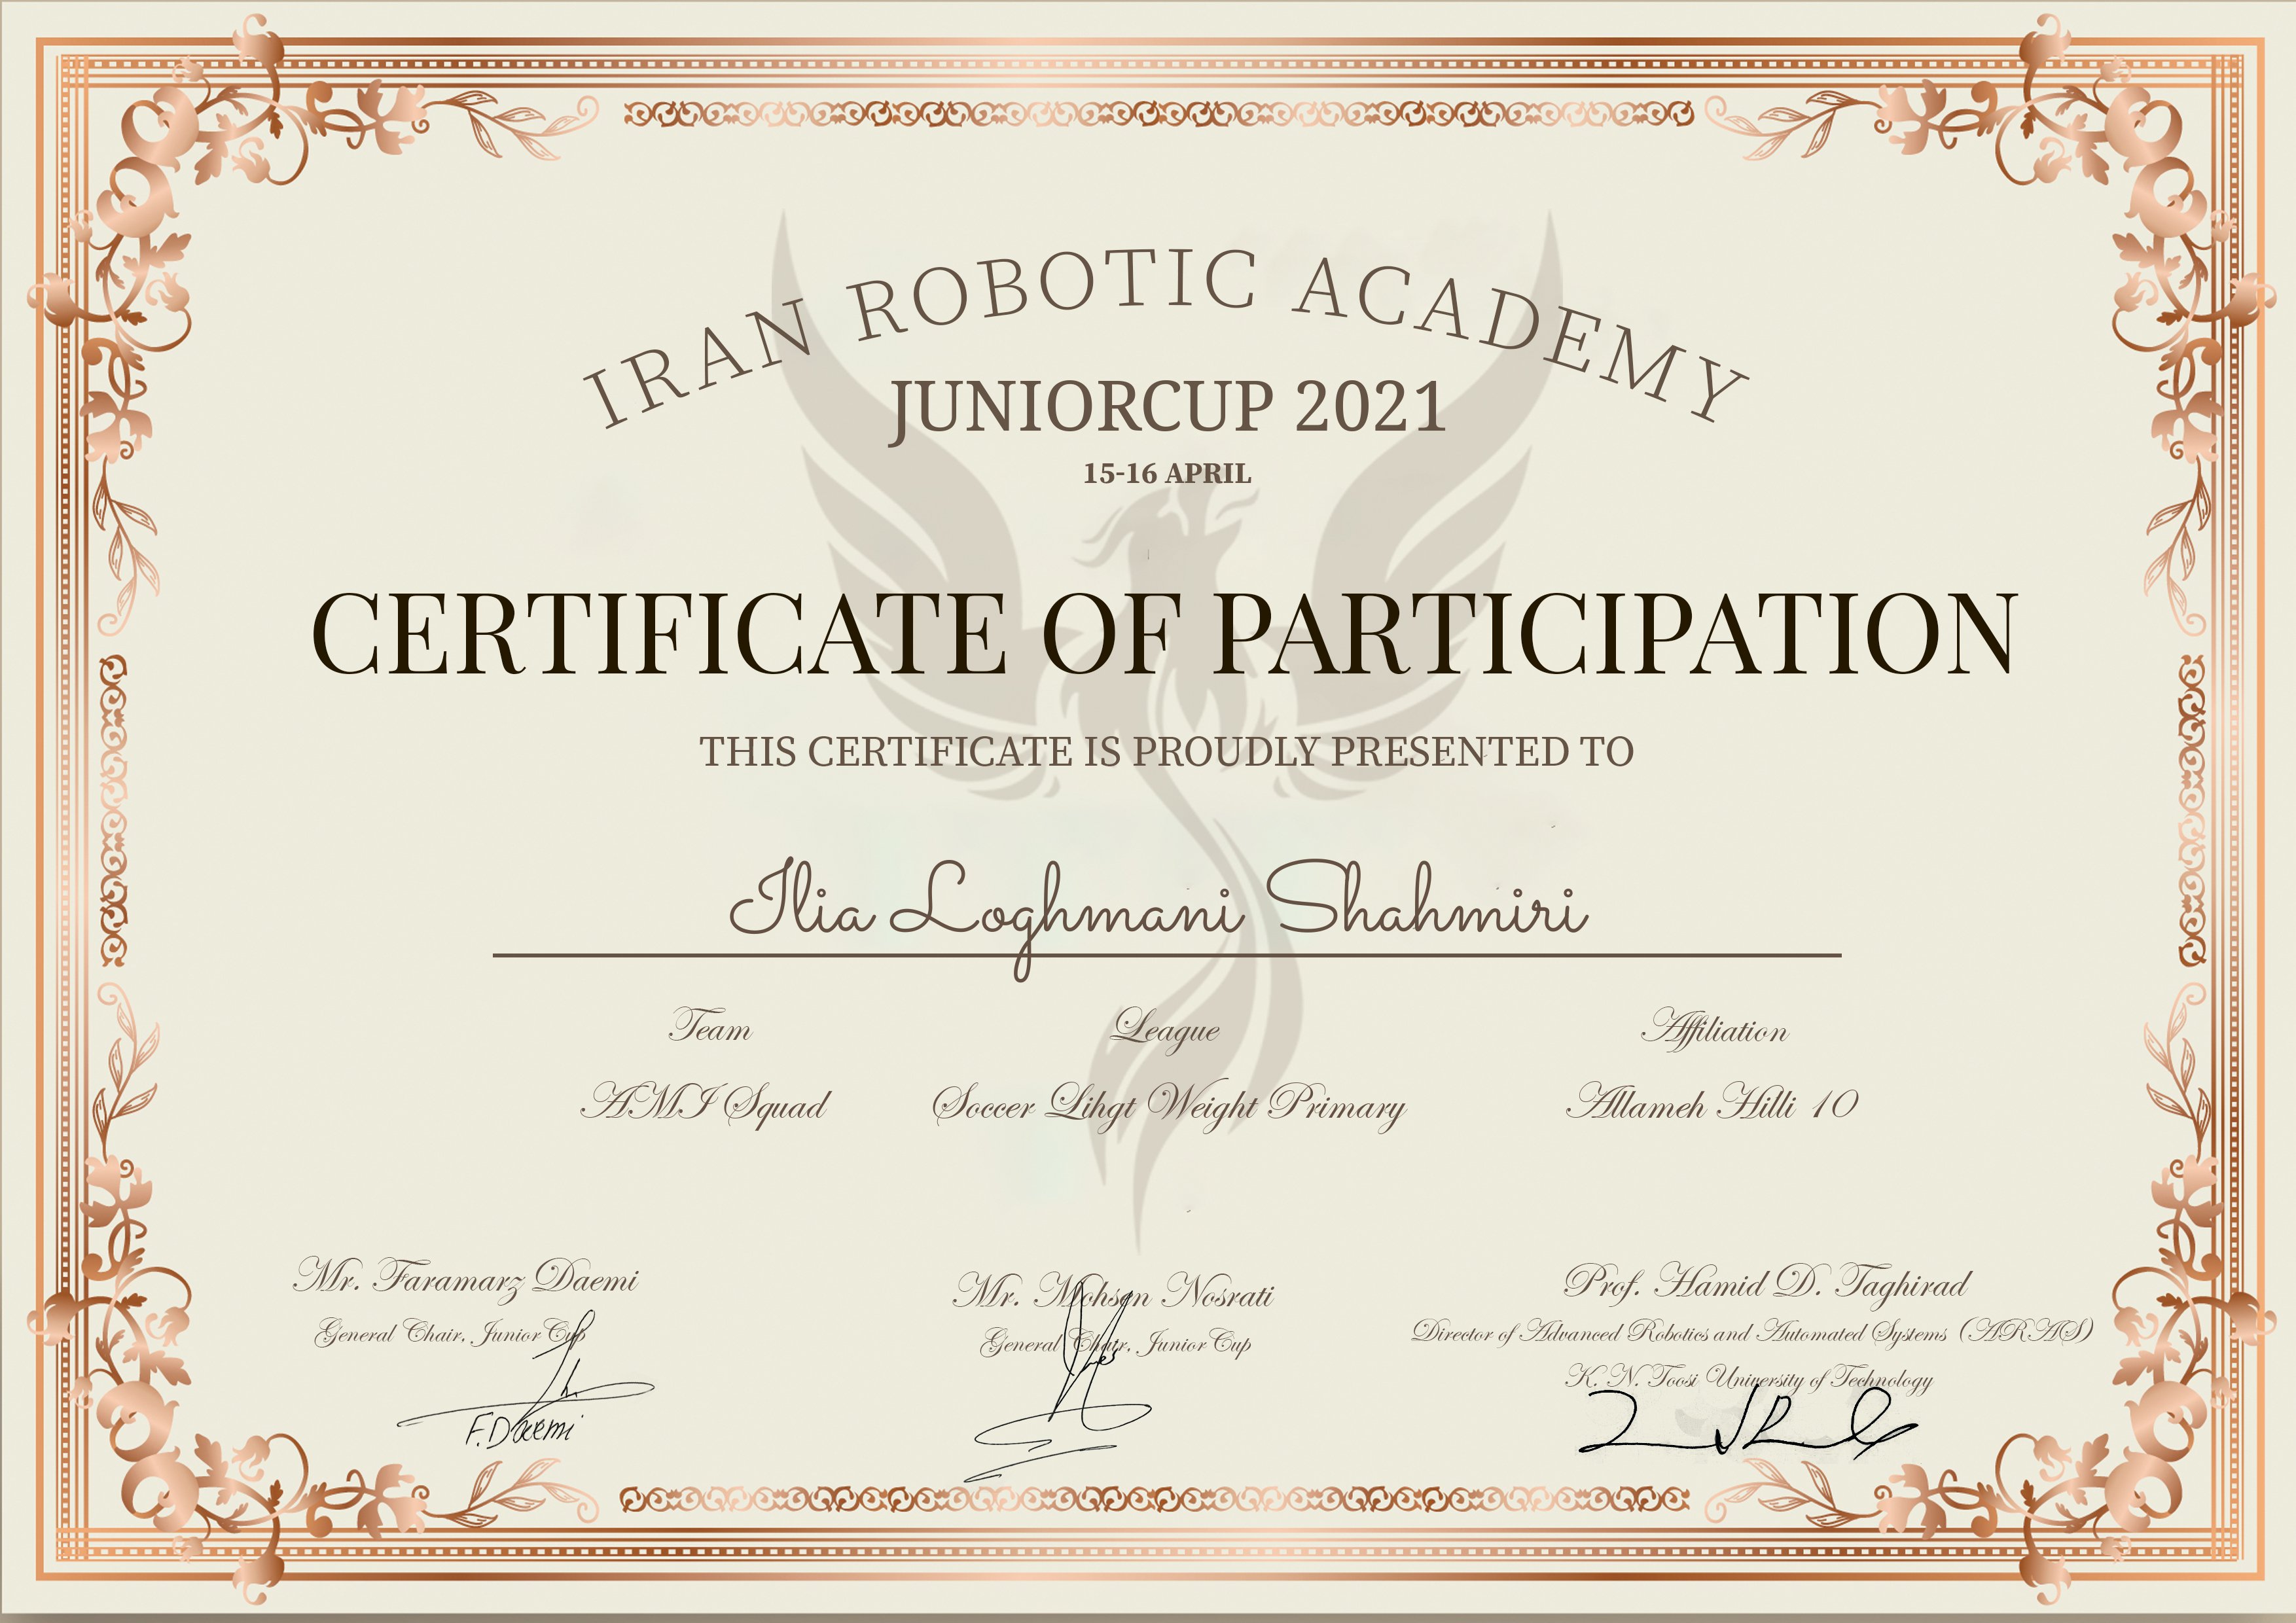 IRAN ROBOTIC ACADEMY
JUNIORCUP 2021
15-16 APRIL
CERTIFICATE OF PARTICIPATION
THIS CERTIFICATE IS PROUDLY PRESENTED TO
Ilia Loghmani Shahmiri
Team League Affiliation
AMI Squad Soccer Lihgt Weight Primary Allameh Hilli 10
Mr. Faramarz Daemi Mr. Mohsen Nosrati Prof. Hamid D. Taghirad
General Chair, Junior Cup General Chair, Junior Cup Director of Advanced Robotics and Automated Systems (ARAS)
K. N. Toosi University of Technology
F. Daemi